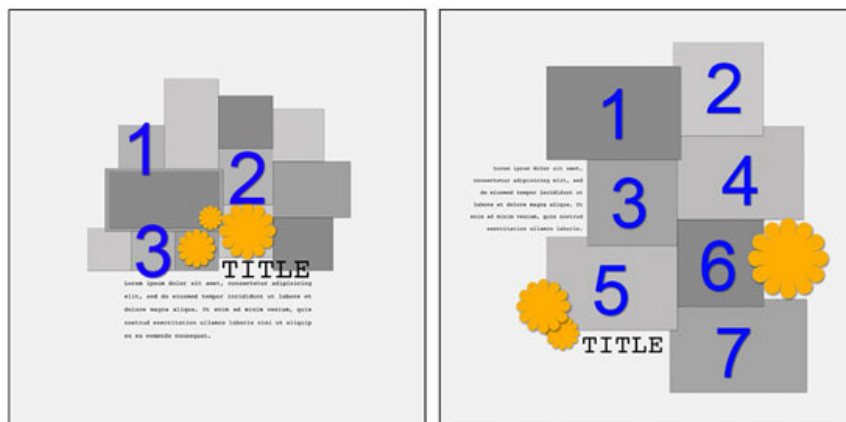 1
2
3
TITLE
Lorem ipsum dolor sit amet, consectetur adipisicing
elit, sed do eiusmod tempor incididunt ut labore et
dolore magna aliqua. Ut enim ad minim veniam, quis
nostrud exercitation ullamco laboris nisi ut aliquip
ex ea commodo consequat.
1
2
Lorem ipsum dolor sit amet,
consectetur adipisicing elit, sed
do eiusmod tempor incididunt ut
labore et dolore magna aliqua. Ut
enim ad minim veniam, quis nostrud
exercitation ullamco laboris.
3
4
5
6
TITLE
7